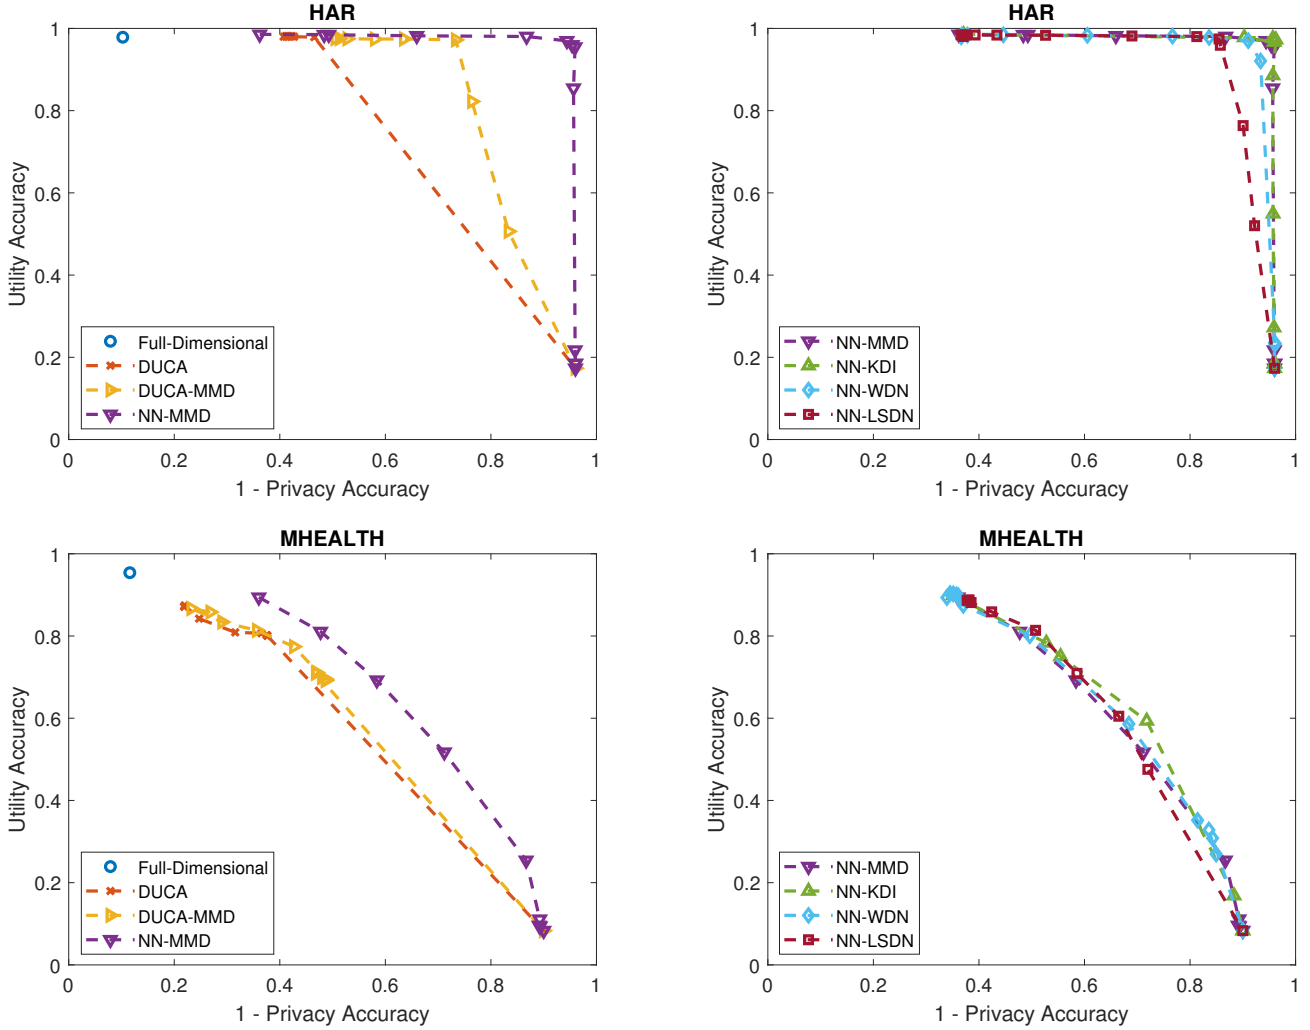 HAR
1
0.8
0.6
0.4
0.2
0
Utility Accuracy
Full-Dimensional
DUCA
DUCA-MMD
NN-MMD
0 0.2 0.4 0.6 0.8 1
1 - Privacy Accuracy
HAR
1
0.8
0.6
0.4
0.2
0
Utility Accuracy
NN-MMD
NN-KDI
NN-WDN
NN-LSDN
0 0.2 0.4 0.6 0.8 1
1 - Privacy Accuracy
MHEALTH
1
0.8
0.6
0.4
0.2
0
Utility Accuracy
Full-Dimensional
DUCA
DUCA-MMD
NN-MMD
0 0.2 0.4 0.6 0.8 1
1 - Privacy Accuracy
MHEALTH
1
0.8
0.6
0.4
0.2
0
Utility Accuracy
NN-MMD
NN-KDI
NN-WDN
NN-LSDN
0 0.2 0.4 0.6 0.8 1
1 - Privacy Accuracy